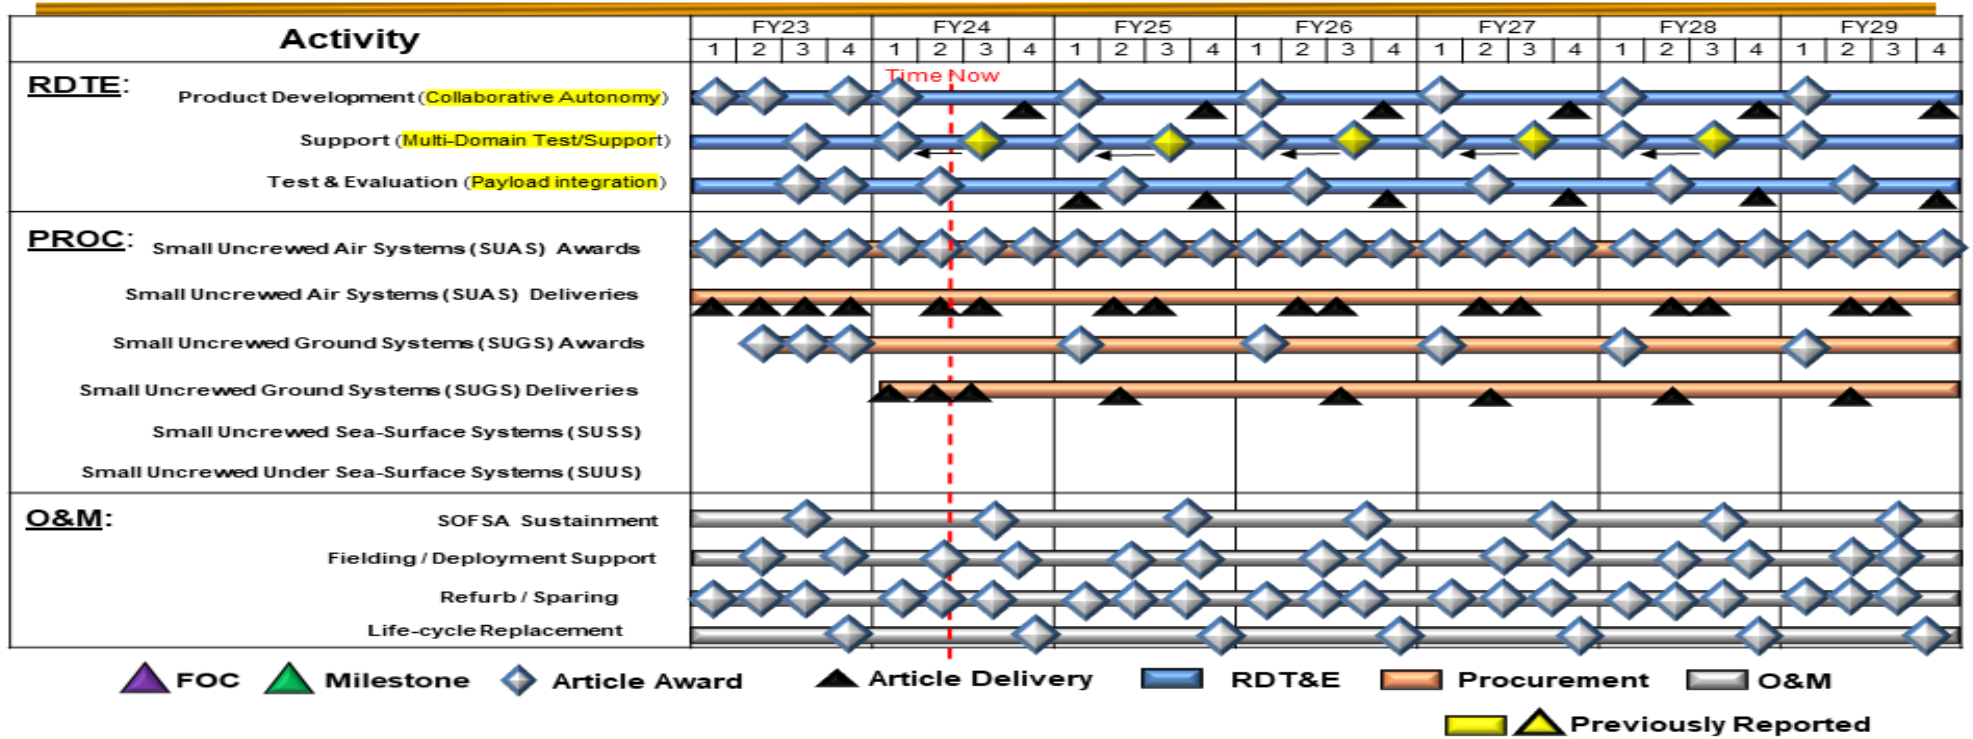 Activity FY23 FY24 FY25 FY26 FY27 FY28 FY29
1 2 3 4 1 2 3 4 1 2 3 4 1 2 3 4 1 2 3 4 1 2 3 4 1 2 3 4
Time Now
RDTE:
Product Development (Collaborative Autonomy)
Support (Multi-Domain Test/Support)
Test & Evaluation (Payload integration)
PROC:
Small Uncrewed Air Systems (SUAS) Awards
Small Uncrewed Air Systems (SUAS) Deliveries
Small Uncrewed Ground Systems (SUGS) Awards
Small Uncrewed Ground Systems (SUGS) Deliveries
Small Uncrewed Sea-Surface Systems (SUSS)
Small Uncrewed Under Sea-Surface Systems (SUUS)
O&M:
SOFSA Sustainment
Fielding / Deployment Support
Refurb / Sparing
Life-cycle Replacement
FOC Milestone Article Award Article Delivery RDT&E Procurement O&M
Previously Reported